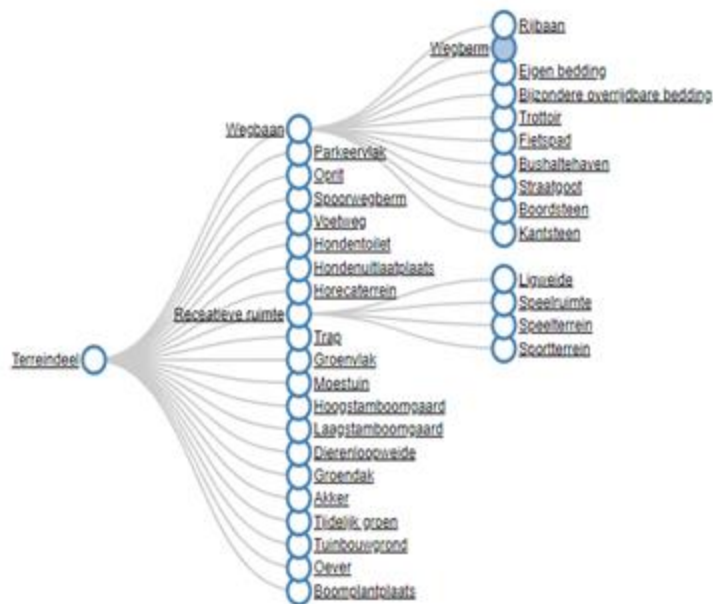 Rijbaan
Wegberm
Eigen bedding
Bijzondere overrijdbare bedding
Trottoir
Fietspad
Bushaltehaven
Straatgoot
Boordsteen
Kantsteen
Wegbaan
Parkeervlak
Oprit
Spoorwegberm
Voetweg
Hondentoilet
Hondenuitlaatplaats
Horecaterrein
Recreatieve ruimte
Ligweide
Speelruimte
Speelterrein
Sportterrein
Trap
Terreindeel
Groenvlak
Moestuin
Hoogstamboomgaard
Laagstamboomgaard
Dierenloopweide
Groendak
Akker
Tijdelijk groen
Tuinbouwgrond
Oever
Boomplantplaats